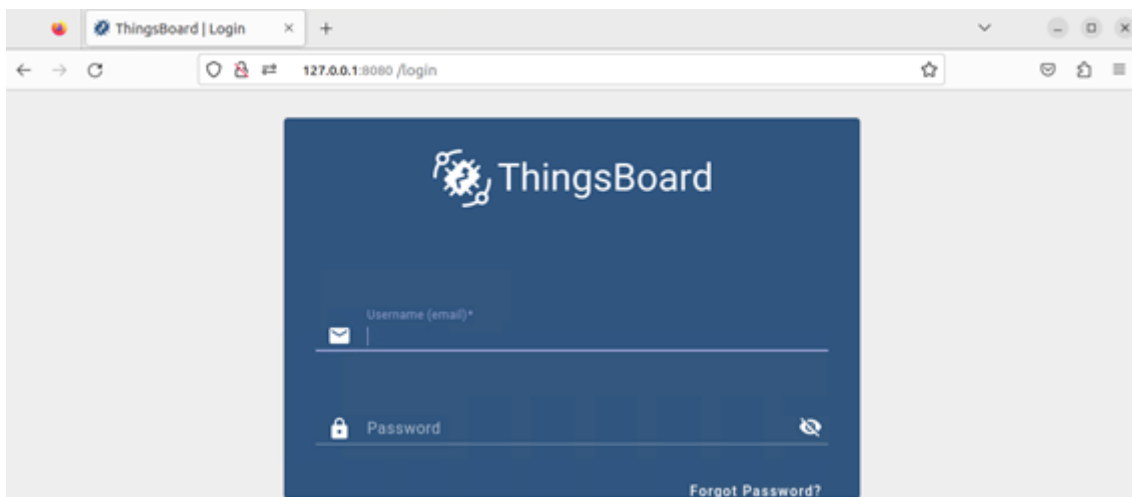 ThingsBoard | Login
127.0.0.1:8080 /login
ThingsBoard
Username (email)*
Password
Forgot Password?